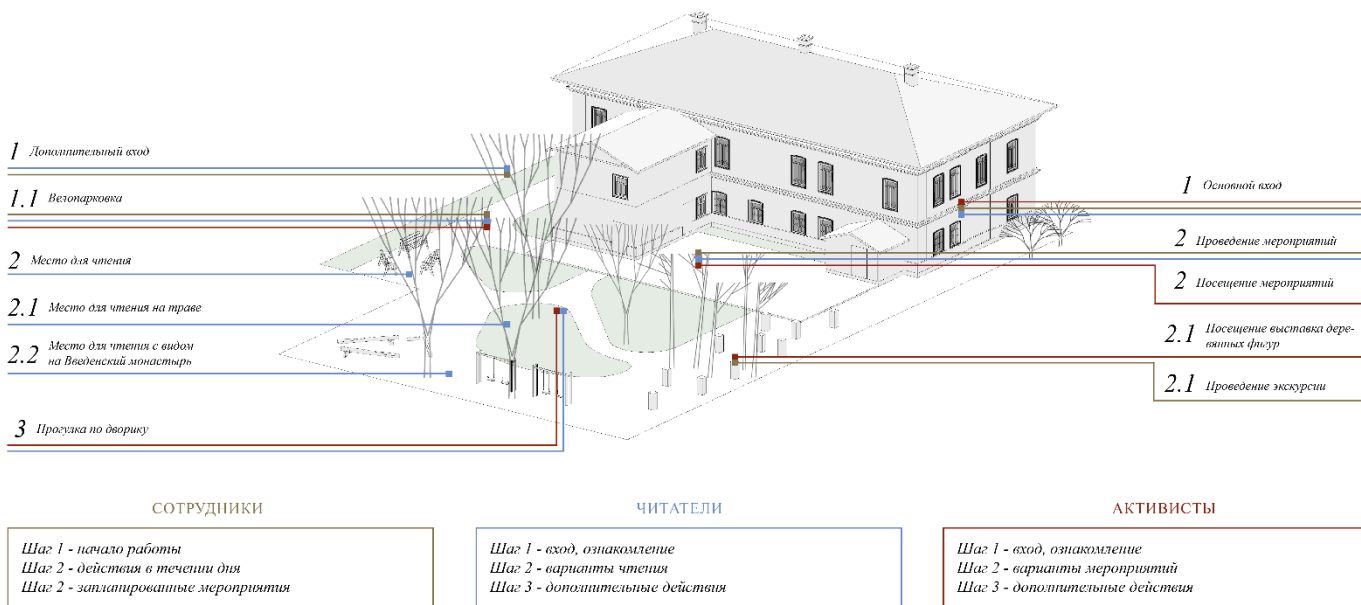 1 Дополнительный вход
1.1 Велопарковка
2 Место для чтения
2.1 Место для чтения на траве
2.2 Место для чтения с видом
на Введенский монастырь
3 Прогулка по дворику
1 Основной вход
2 Проведение мероприятий
2 Посещение мероприятий
2.1 Посещение выставка дере-
вянных фигур
2.1 Проведение экскурсии
СОТРУДНИКИ
Шаг 1 - начало работы
Шаг 2 - действия в течении дня
Шаг 2 - запланированные мероприятия
ЧИТАТЕЛИ
Шаг 1 - вход, ознакомление
Шаг 2 - варианты чтения
Шаг 3 - дополнительные действия
АКТИВИСТЫ
Шаг 1 - вход, ознакомление
Шаг 2 - варианты мероприятий
Шаг 3 - дополнительные действия